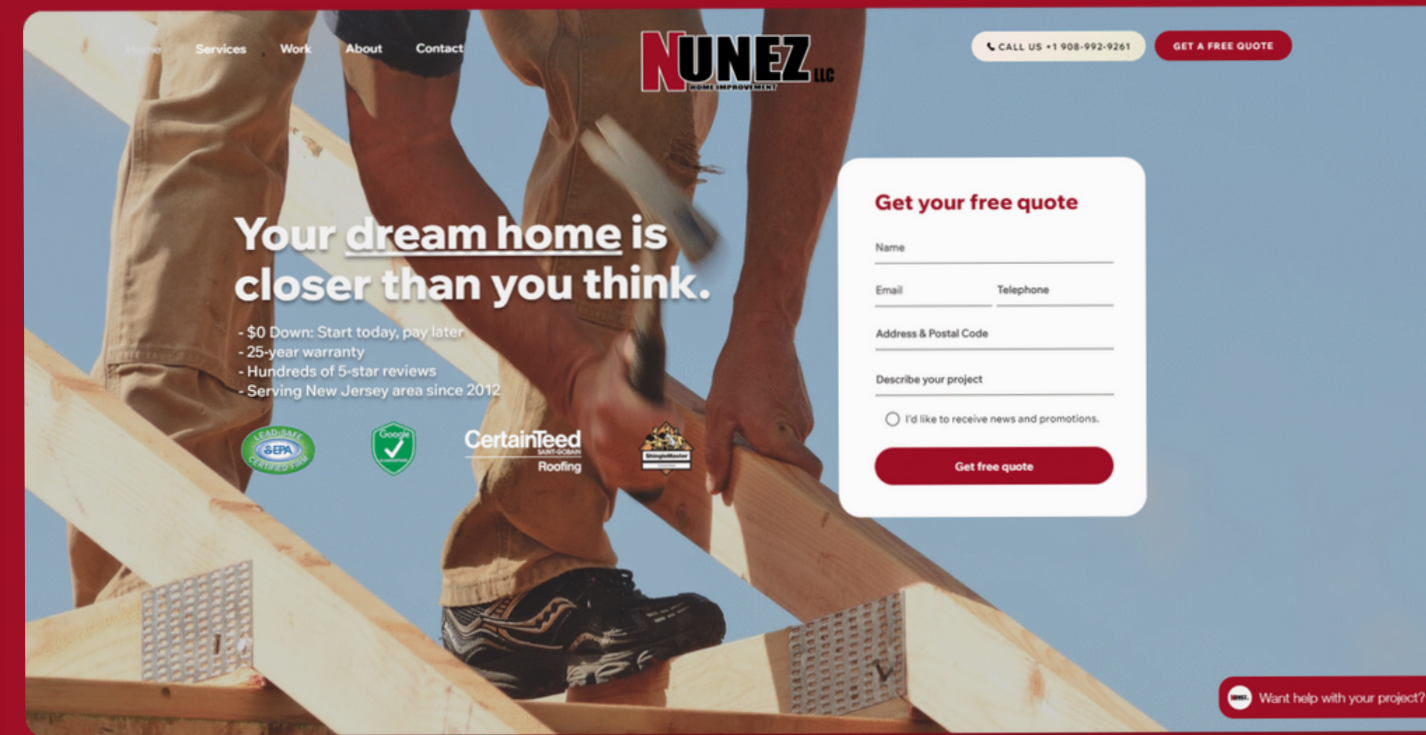 Home
Services
Work
About
Contact
NUNEZ LLC
HOME IMPROVEMENT
CALL US +1 908-992-9261
GET A FREE QUOTE
Your dream home is
closer than you think.
- $0 Down: Start today, pay later
- 25-year warranty
- Hundreds of 5-star reviews
- Serving New Jersey area since 2012
LEAD-SAFE
EPA
CERTIFIED FIRM
Google
CertainTeed
SAINT-GOBAIN
Roofing
ShingleMaster
Get your free quote
Name
Email
Telephone
Address & Postal Code
Describe your project
I'd like to receive news and promotions.
Get free quote
NUNEZ
Want help with your project?